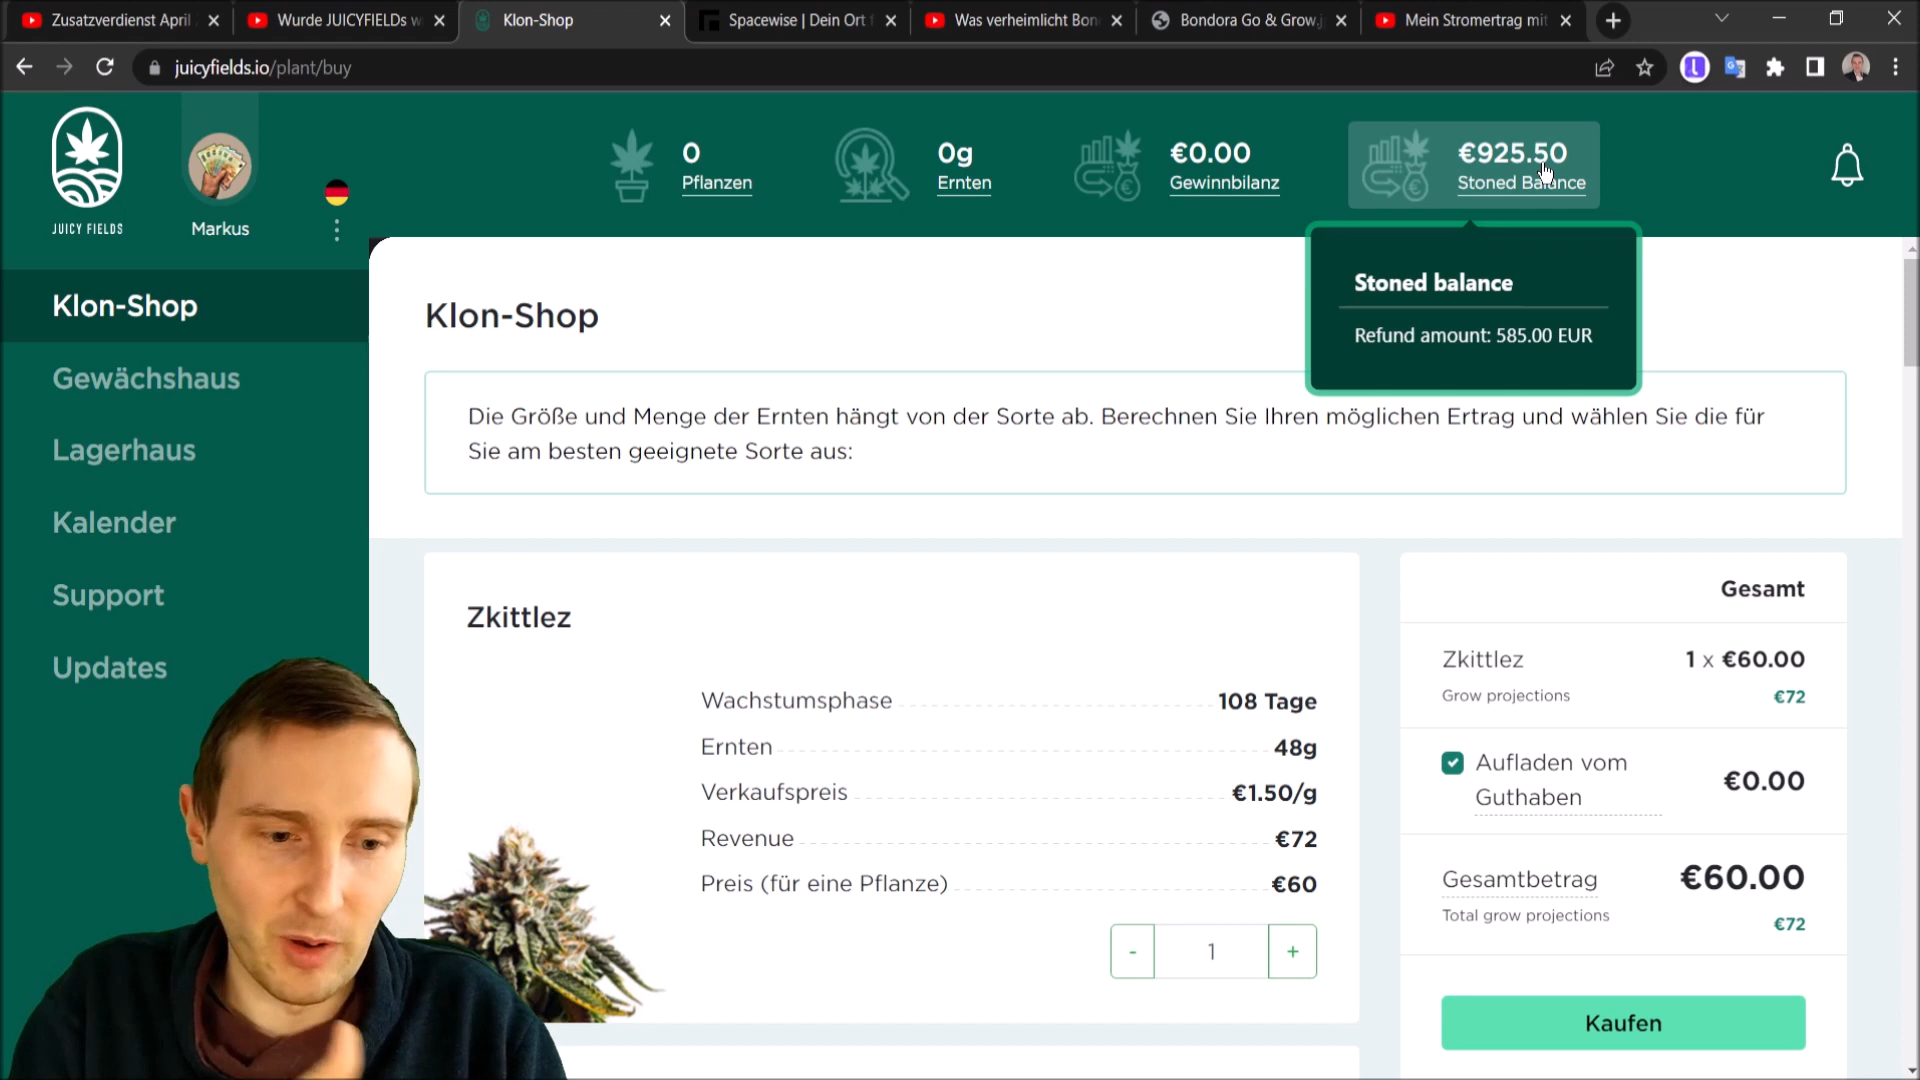 Zusatzverdienst April
Wurde JUICYFIELDs w
Klon-Shop
Spacewise | Dein Ort f
Was verheimlicht Bon
Bondora Go & Grow.j
Mein Stromertrag mit
juicyfields.io/plant/buy
JUICY FIELDS
Markus
0
Pflanzen
0g
Ernten
€0.00
Gewinnbilanz
€925.50
Stoned Balance
Stoned balance
Refund amount: 585.00 EUR
Klon-Shop
Gewächshaus
Lagerhaus
Kalender
Support
Updates
Klon-Shop
Die Größe und Menge der Ernten hängt von der Sorte ab. Berechnen Sie Ihren möglichen Ertrag und wählen Sie die für
Sie am besten geeignete Sorte aus:
Zkittlez
Wachstumsphase 108 Tage
Ernten 48g
Verkaufspreis €1.50/g
Revenue €72
Preis (für eine Pflanze) €60
- 1 +
Gesamt
Zkittlez 1 x €60.00
Grow projections €72
Aufladen vom
Guthaben €0.00
Gesamtbetrag €60.00
Total grow projections €72
Kaufen